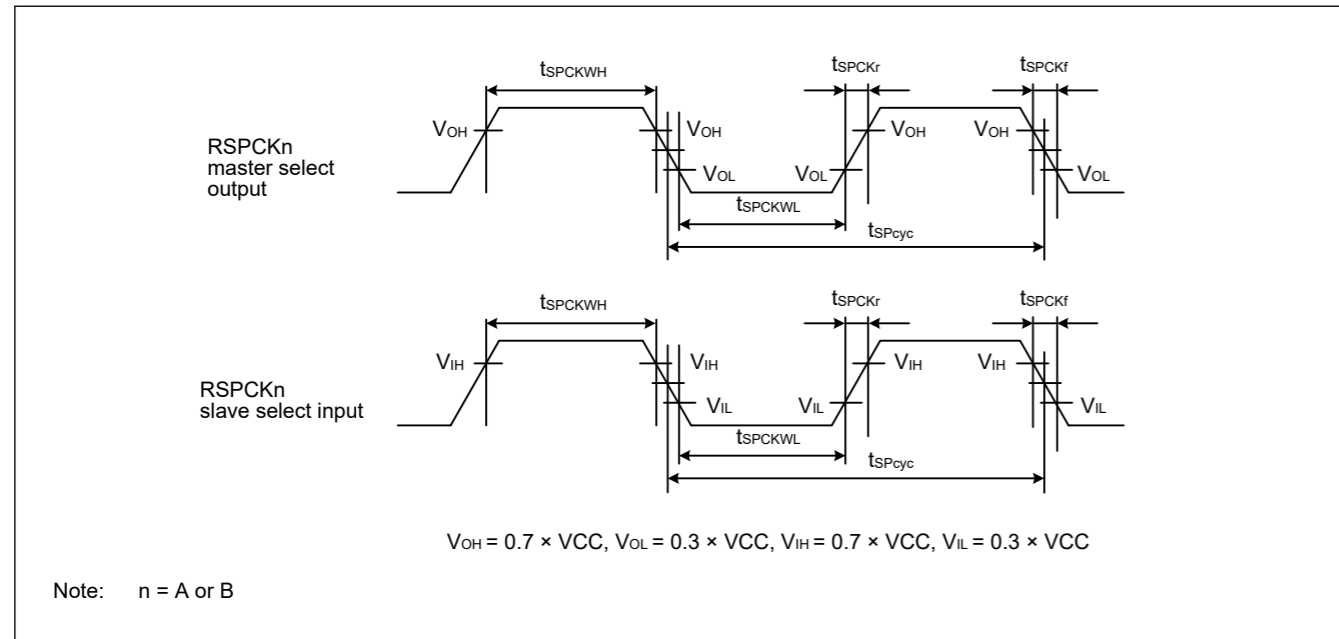 tSPCKWH
tSPCKr
tSPCKf
VOH
VOH
VOH
VOH
RSPCKn
master select
output
VOL
VOL
VOL
tSPCKWL
tSPcyc
tSPCKWH
tSPCKr
tSPCKf
VIH
VIH
VIH
VIH
RSPCKn
slave select input
VIL
VIL
VIL
tSPCKWL
tSPcyc
VOH = 0.7 × VCC, VOL = 0.3 × VCC, VIH = 0.7 × VCC, VIL = 0.3 × VCC
Note: n = A or B